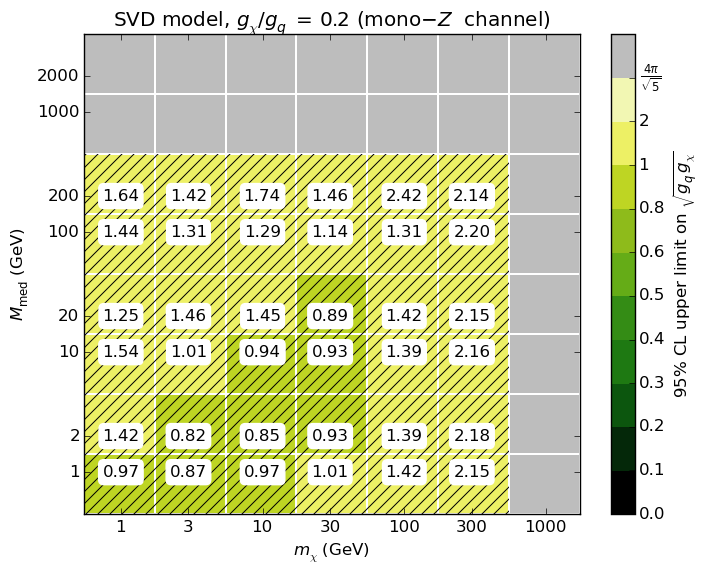 SVD model, g_χ/g_q = 0.2 (mono−Z channel)
2000
1000
200 1.64 1.42 1.74 1.46 2.42 2.14
100 1.44 1.31 1.29 1.14 1.31 2.20
20 1.25 1.46 1.45 0.89 1.42 2.15
10 1.54 1.01 0.94 0.93 1.39 2.16
2 1.42 0.82 0.85 0.93 1.39 2.18
1 0.97 0.87 0.97 1.01 1.42 2.15
1 3 10 30 100 300 1000
m_χ (GeV)
M_med (GeV)
4π/√5
2
1
0.8
0.6
0.5
0.4
0.3
0.2
0.1
0.0
95% CL upper limit on √g_q g_χ